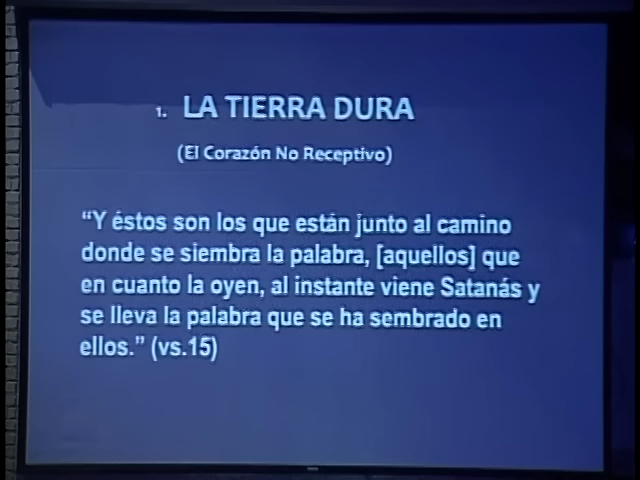 1. LA TIERRA DURA
(El Corazón No Receptivo)
“Y éstos son los que están junto al camino
donde se siembra la palabra, [aquellos] que
en cuanto la oyen, al instante viene Satanás y
se lleva la palabra que se ha sembrado en
ellos.” (vs.15)